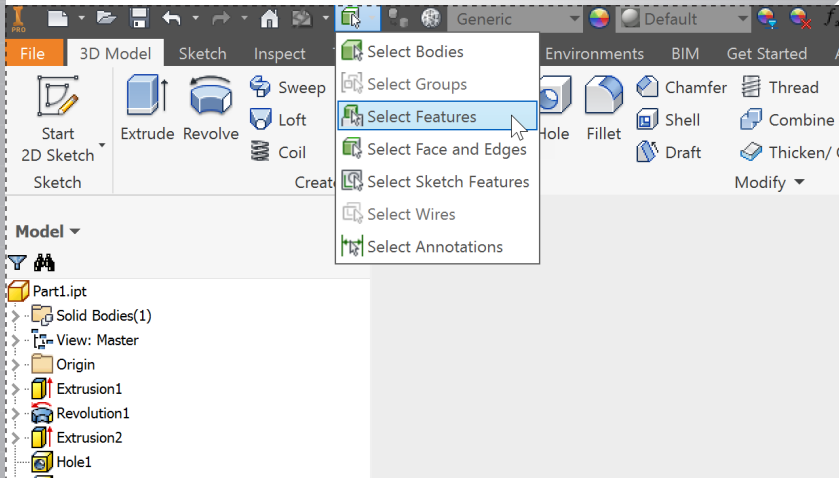 PRO
Generic
Default
File
3D Model
Sketch
Inspect
Environments
BIM
Get Started
Select Bodies
Select Groups
Select Features
Select Face and Edges
Select Sketch Features
Select Wires
Select Annotations
Start
2D Sketch
Extrude
Revolve
Sweep
Loft
Coil
Fillet
Chamfer
Shell
Draft
Thread
Combine
Thicken/
Sketch
Modify
Model
Part1.ipt
Solid Bodies(1)
View: Master
Origin
Extrusion1
Revolution1
Extrusion2
Hole1